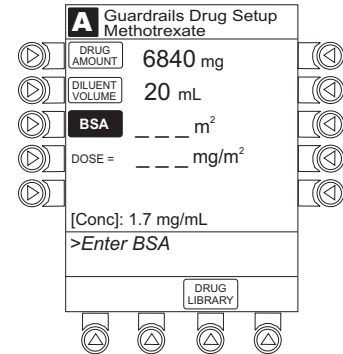 A Guardrails Drug Setup
Methotrexate
DRUG
AMOUNT 6840 mg
DILUENT
VOLUME 20 mL
BSA _ _ _ m²
DOSE = _ _ _ mg/m²
[Conc]: 1.7 mg/mL
>Enter BSA
DRUG
LIBRARY